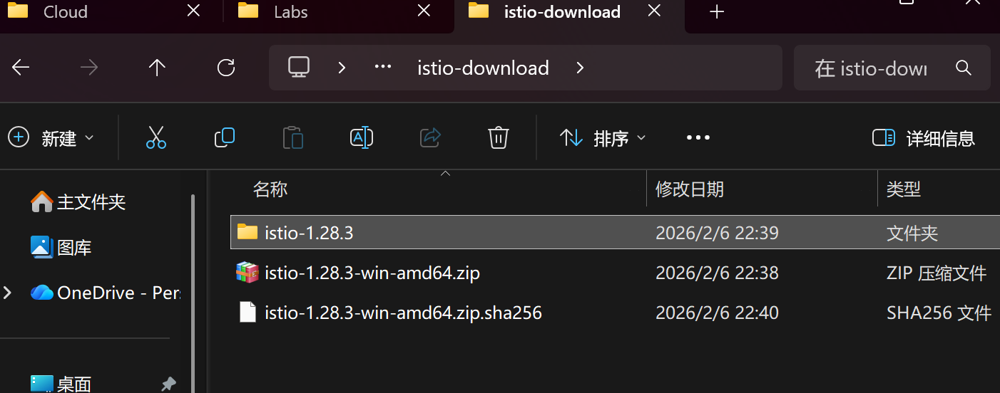 Cloud
Labs
istio-download
istio-download
在 istio-dow
新建
排序
详细信息
名称
修改日期
类型
主文件夹
图库
OneDrive - Per
桌面
istio-1.28.3
2026/2/6 22:39
文件夹
istio-1.28.3-win-amd64.zip
2026/2/6 22:38
ZIP 压缩文件
istio-1.28.3-win-amd64.zip.sha256
2026/2/6 22:40
SHA256 文件